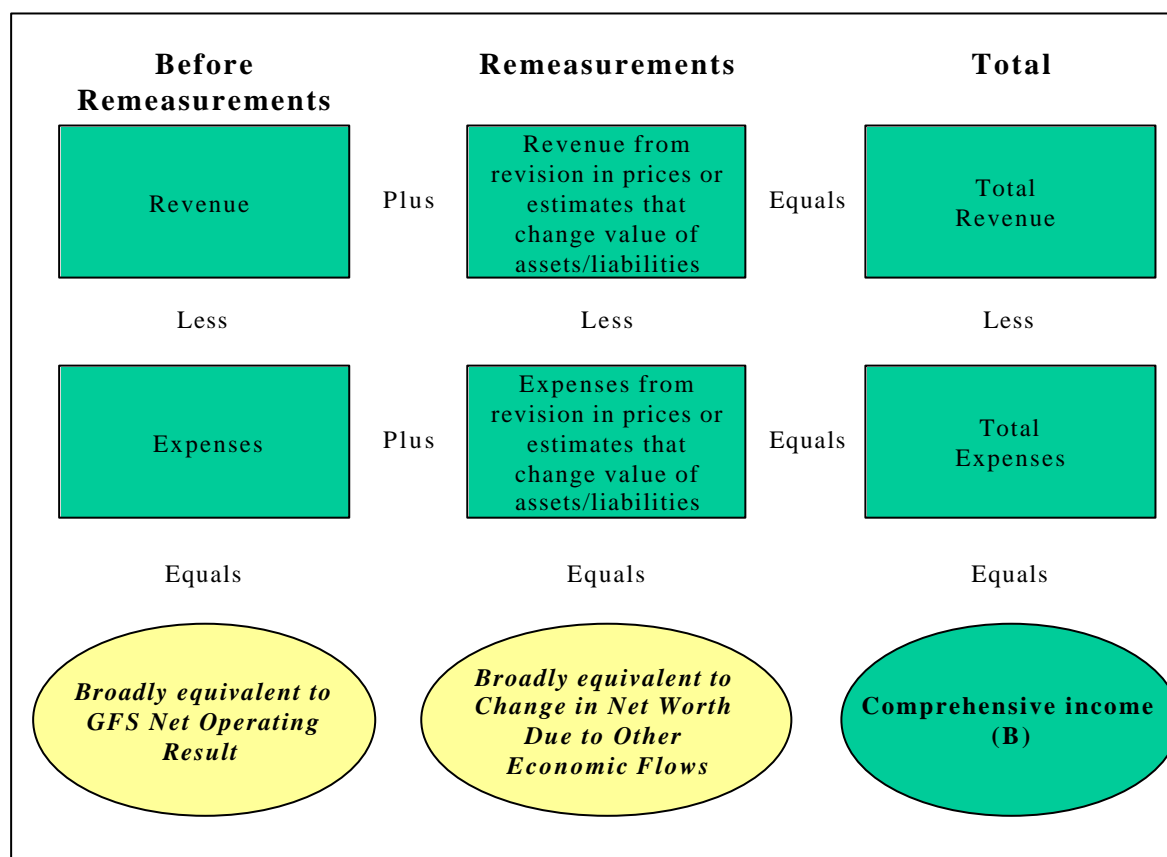 Before
Remeasurements
Remeasurements
Total
Revenue
Plus
Revenue from
revision in prices or
estimates that
change value of
assets/liabilities
Equals
Total
Revenue
Less
Less
Less
Expenses
Plus
Expenses from
revision in prices or
estimates that
change value of
assets/liabilities
Equals
Total
Expenses
Equals
Equals
Equals
Broadly equivalent to
GFS Net Operating
Result
Broadly equivalent to
Change in Net Worth
Due to Other
Economic Flows
Comprehensive income
(B)